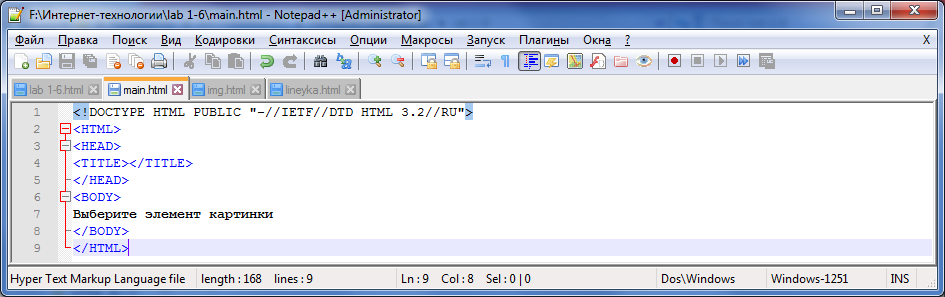 F:\Интернет-технологии\lab 1-6\main.html - Notepad++ [Administrator]
Файл Правка Поиск Вид Кодировки Синтаксисы Опции Макросы Запуск Плагины Окна ? X
lab 1-6.html main.html img.html lineyka.html
1 <!DOCTYPE HTML PUBLIC "-//IETF//DTD HTML 3.2//RU">
2 <HTML>
3 <HEAD>
4 <TITLE></TITLE>
5 </HEAD>
6 <BODY>
7 Выберите элемент картинки
8 </BODY>
9 </HTML>
Hyper Text Markup Language file length : 168 lines : 9 Ln : 9 Col : 8 Sel : 0 | 0 Dos\Windows Windows-1251 INS